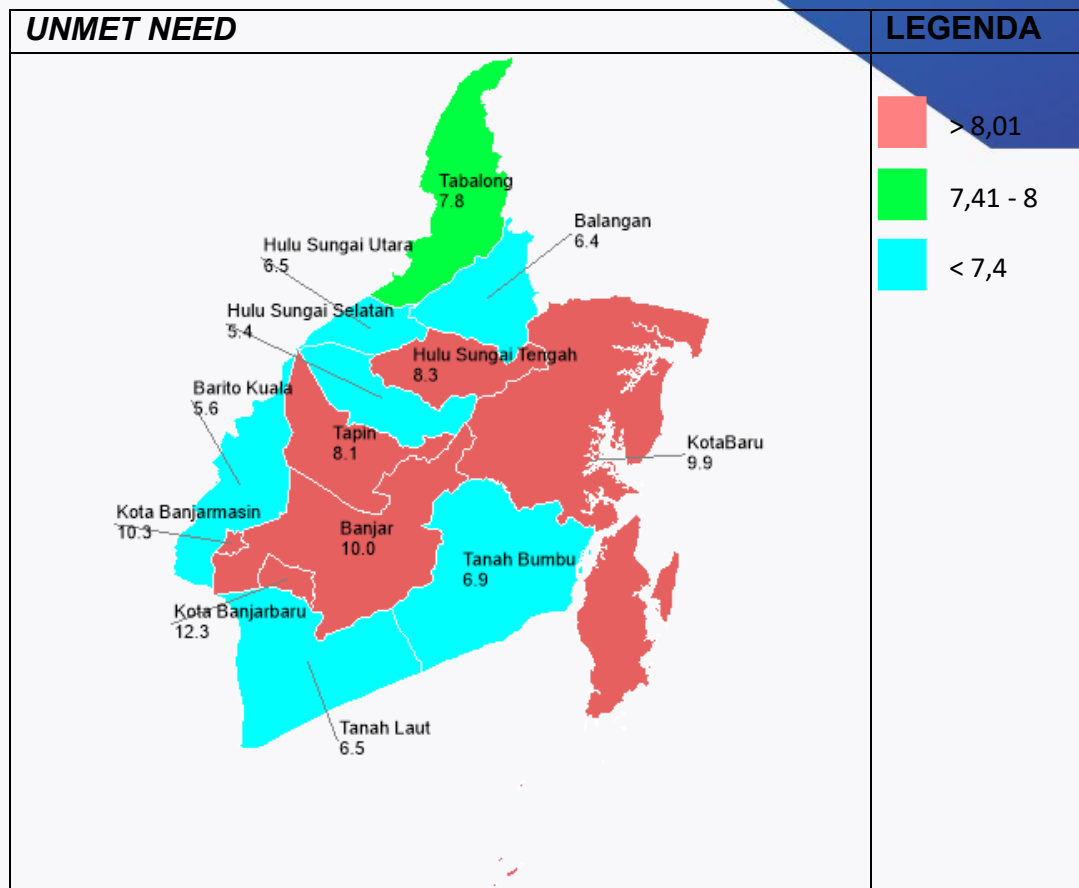 UNMET NEED
LEGENDA
> 8,01
7,41 - 8
< 7,4
Tabalong
7.8
Balangan
6.4
Hulu Sungai Utara
6.5
Hulu Sungai Selatan
5.4
Hulu Sungai Tengah
8.3
Barito Kuala
5.6
Tapin
8.1
KotaBaru
9.9
Kota Banjarmasin
10.3
Banjar
10.0
Tanah Bumbu
6.9
Kota Banjarbaru
12.3
Tanah Laut
6.5